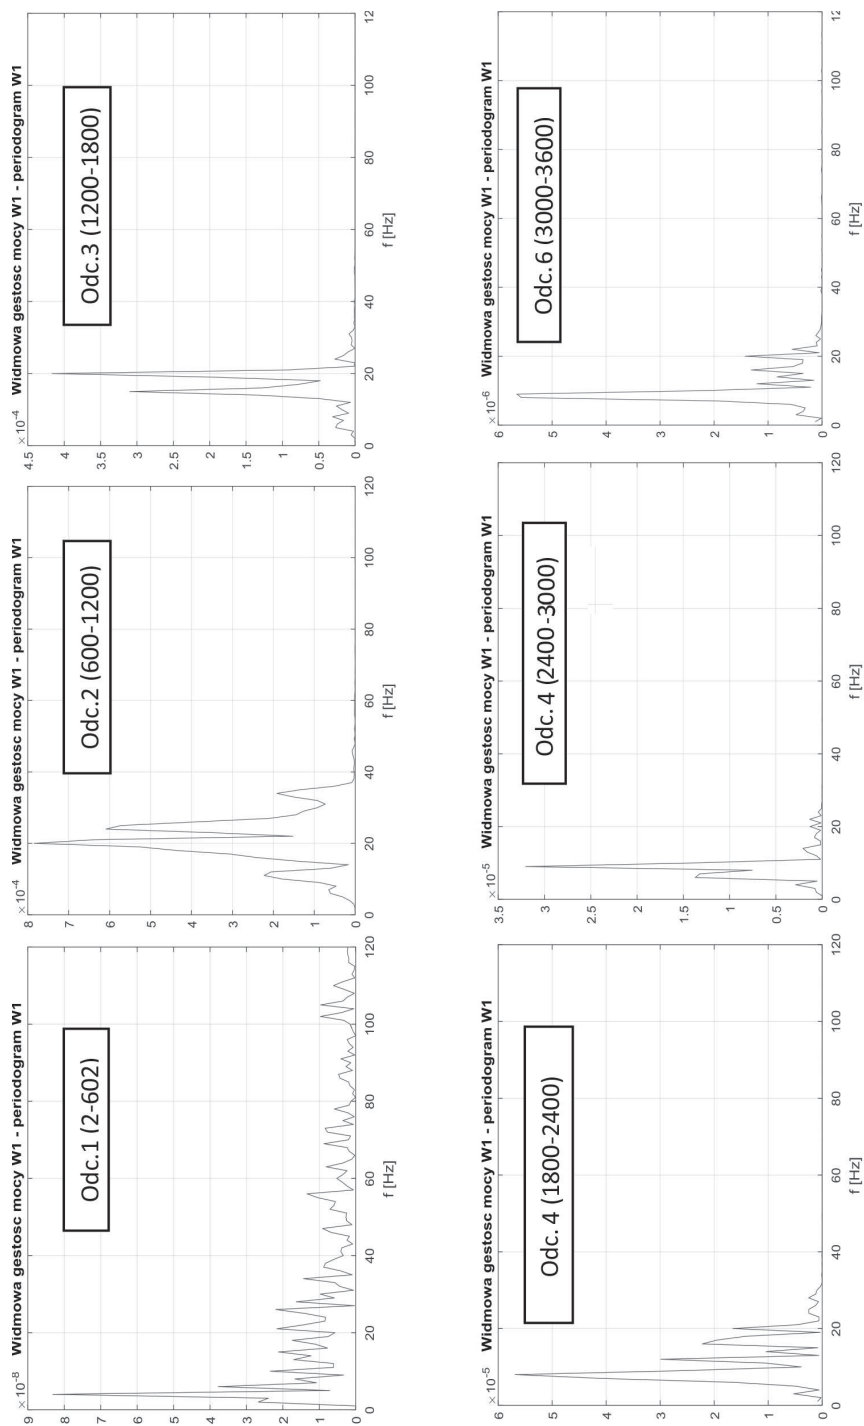 Widmowa gestosc mocy W1 - periodogram W1
×10⁻⁸
Odc.1 (2-602)
9
8
7
6
5
4
3
2
1
0
0 20 40 60 80 100 120
f [Hz]
Widmowa gestosc mocy W1 - periodogram W1
×10⁻⁴
Odc.2 (600-1200)
8
7
6
5
4
3
2
1
0
0 20 40 60 80 100 120
f [Hz]
Widmowa gestosc mocy W1 - periodogram W1
×10⁻⁴
Odc.3 (1200-1800)
4.5
4
3.5
3
2.5
2
1.5
1
0.5
0
0 20 40 60 80 100 12
f [Hz]
Widmowa gestosc mocy W1 - periodogram W1
×10⁻⁵
Odc. 4 (1800-2400)
6
5
4
3
2
1
0
0 20 40 60 80 100 120
f [Hz]
Widmowa gestosc mocy W1 - periodogram W1
×10⁻⁵
Odc. 4 (2400-3000)
3.5
3
2.5
2
1.5
1
0.5
0
0 20 40 60 80 100 120
f [Hz]
Widmowa gestosc mocy W1 - periodogram W1
×10⁻⁶
Odc. 6 (3000-3600)
6
5
4
3
2
1
0
0 20 40 60 80 100 12
f [Hz]